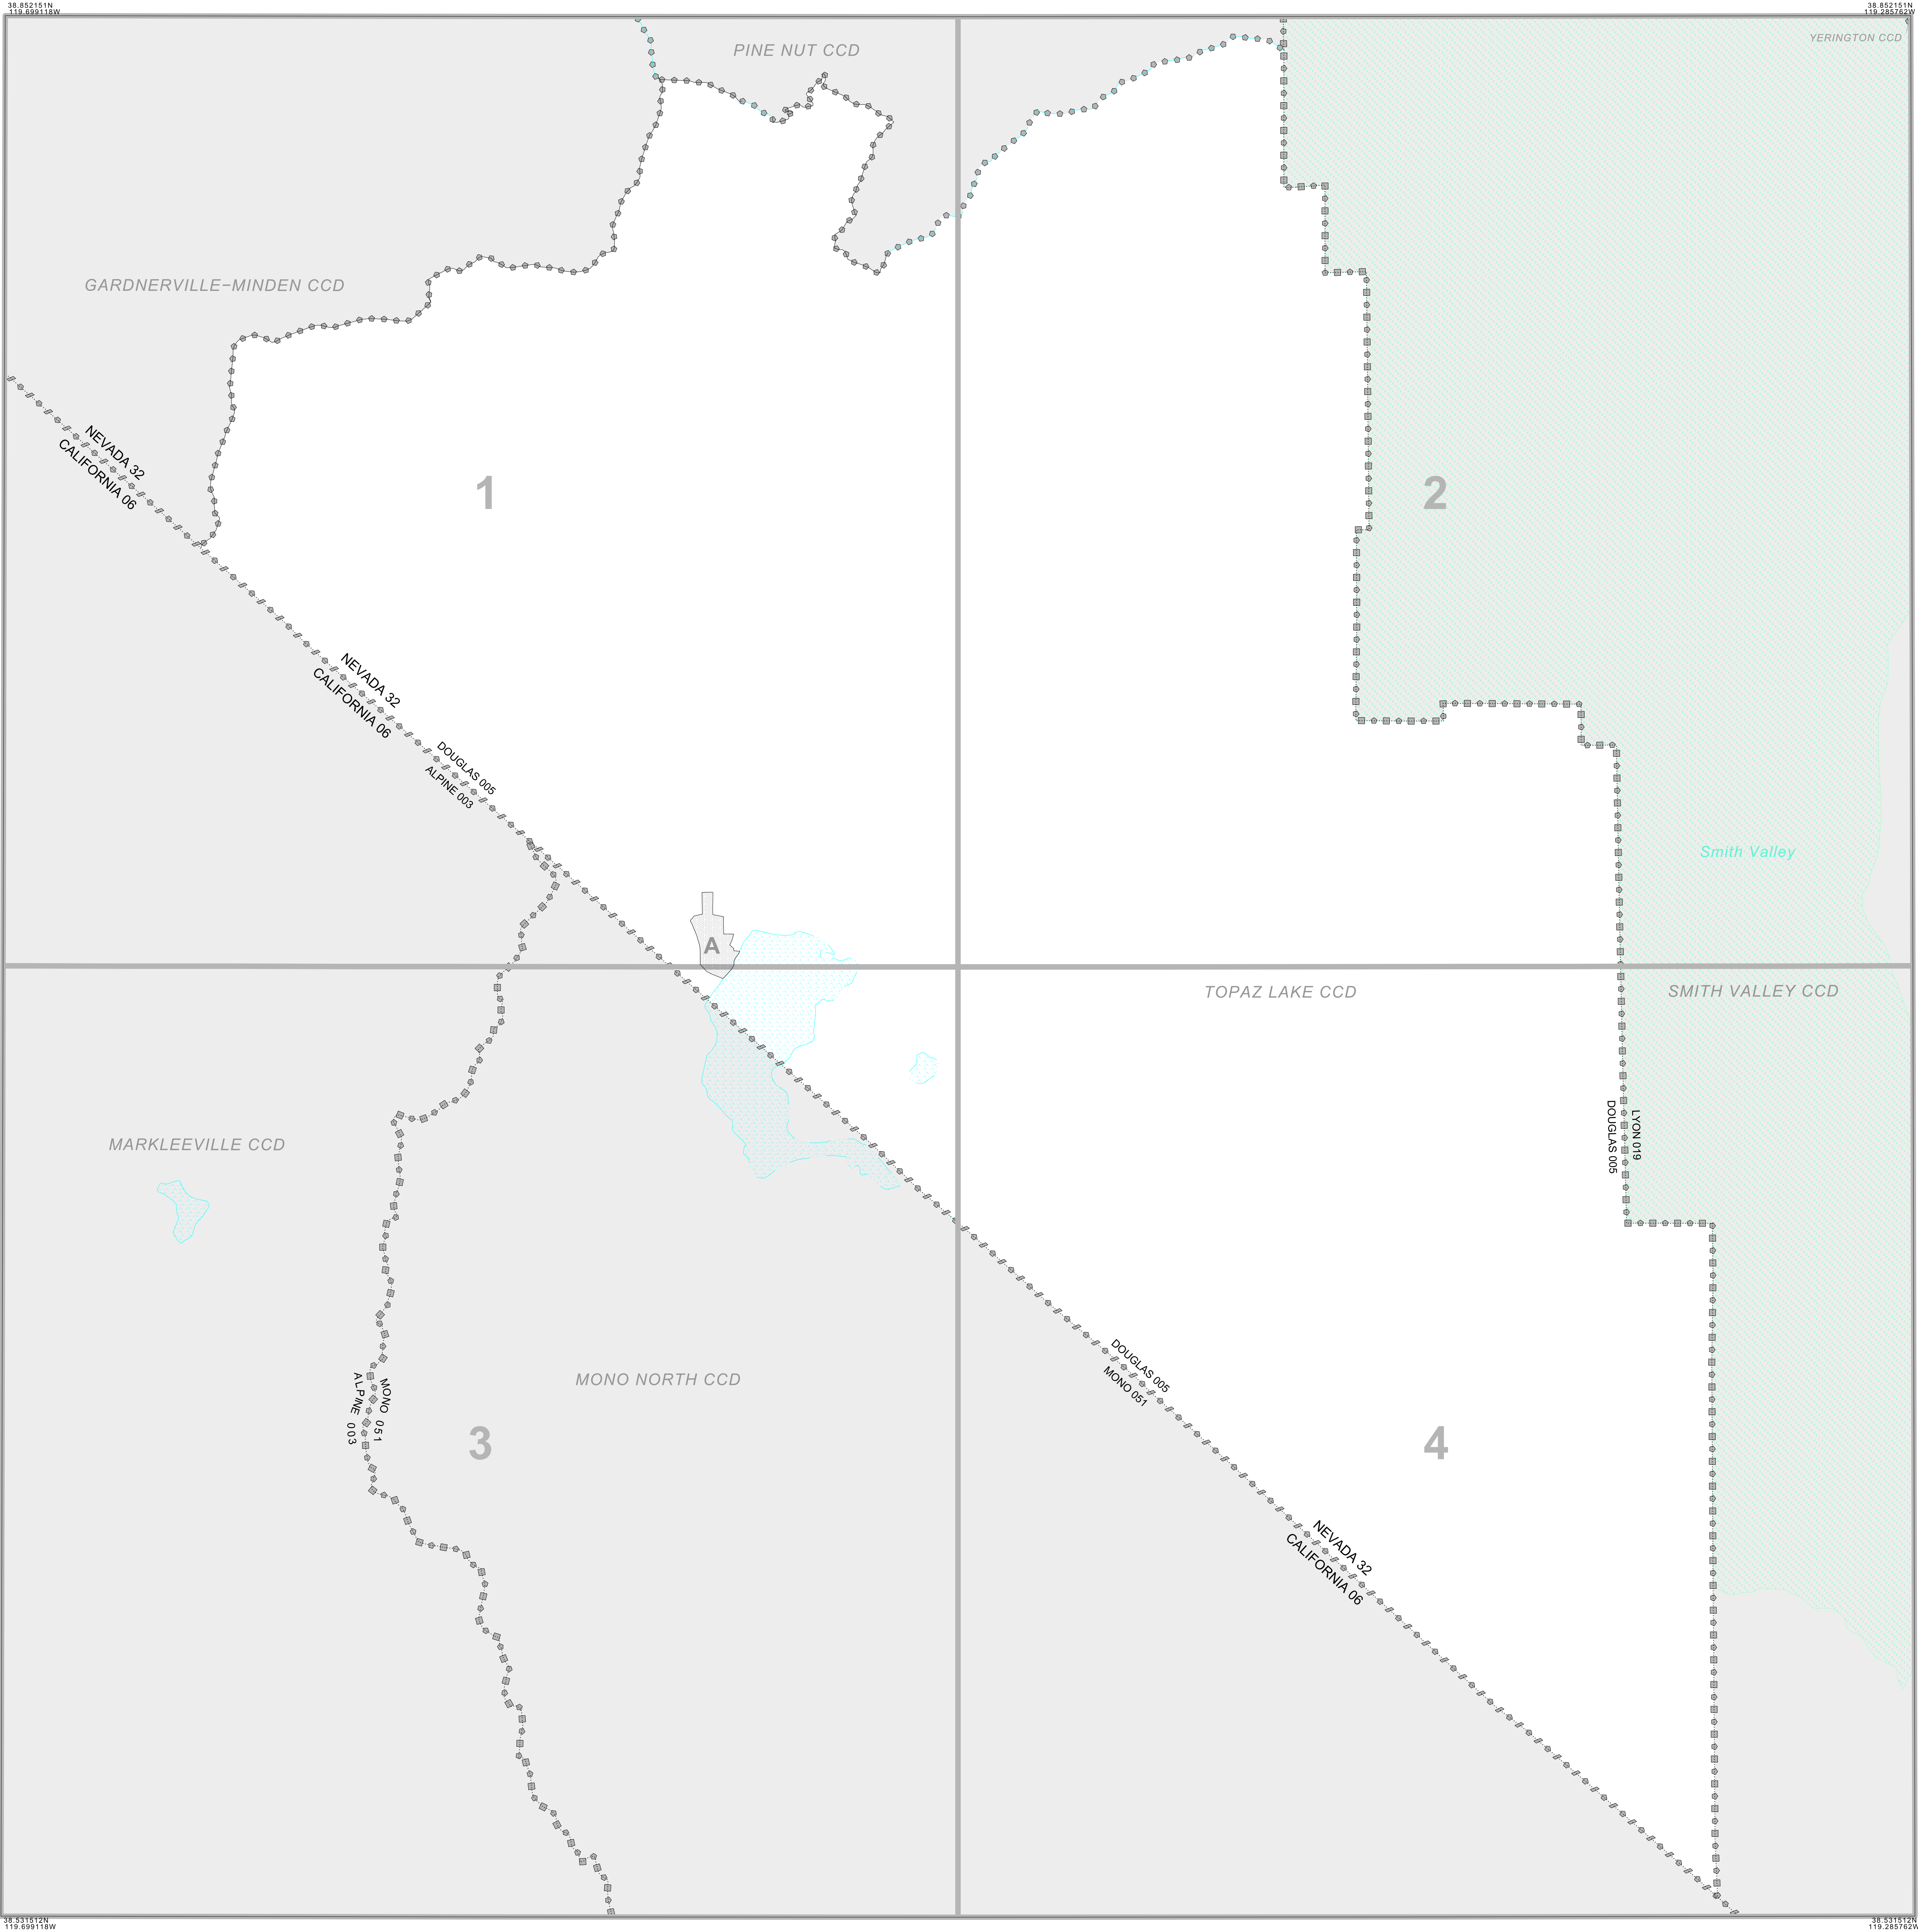 38.852151N
119.699118W
38.852151N
119.285762W
YERINGTON CCD
PINE NUT CCD
GARDNERVILLE-MINDEN CCD
NEVADA 32
CALIFORNIA 06
1
2
NEVADA 32
CALIFORNIA 06
DOUGLAS 005
ALPINE 003
Smith Valley
A
TOPAZ LAKE CCD
SMITH VALLEY CCD
LYON 019
DOUGLAS 005
MARKLEEVILLE CCD
MONO NORTH CCD
DOUGLAS 005
MONO 051
MONO 051
ALPINE 003
3
4
NEVADA 32
CALIFORNIA 06
38.531512N
119.699118W
38.531512N
119.285762W